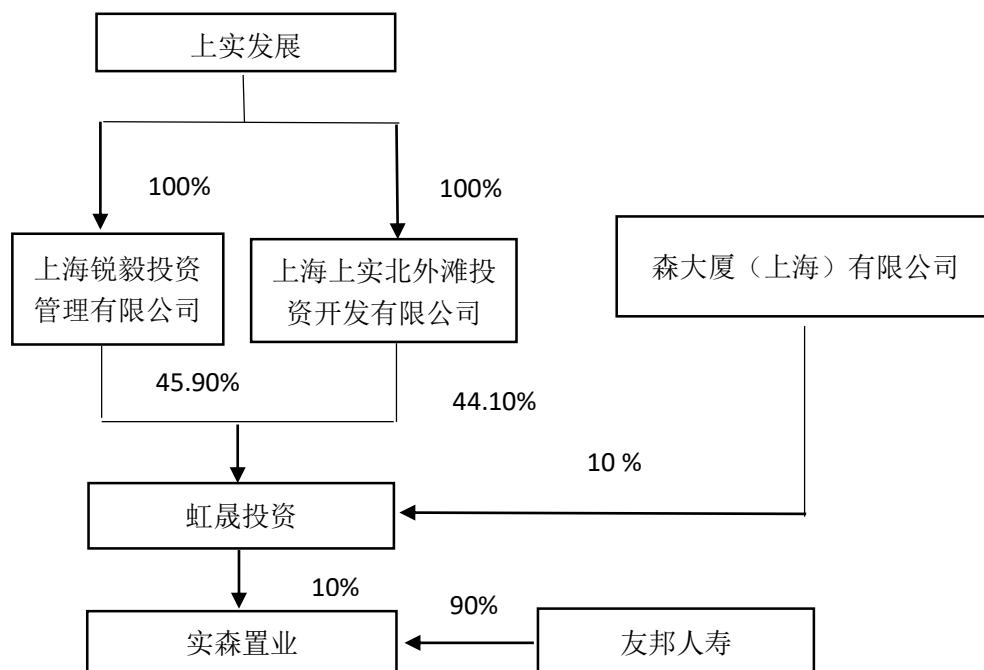 上实发展
100%
100%
上海锐毅投资
管理有限公司
上海上实北外滩投
资开发有限公司
森大厦（上海）有限公司
45.90%
44.10%
10 %
虹晟投资
10%
90%
实森置业
友邦人寿